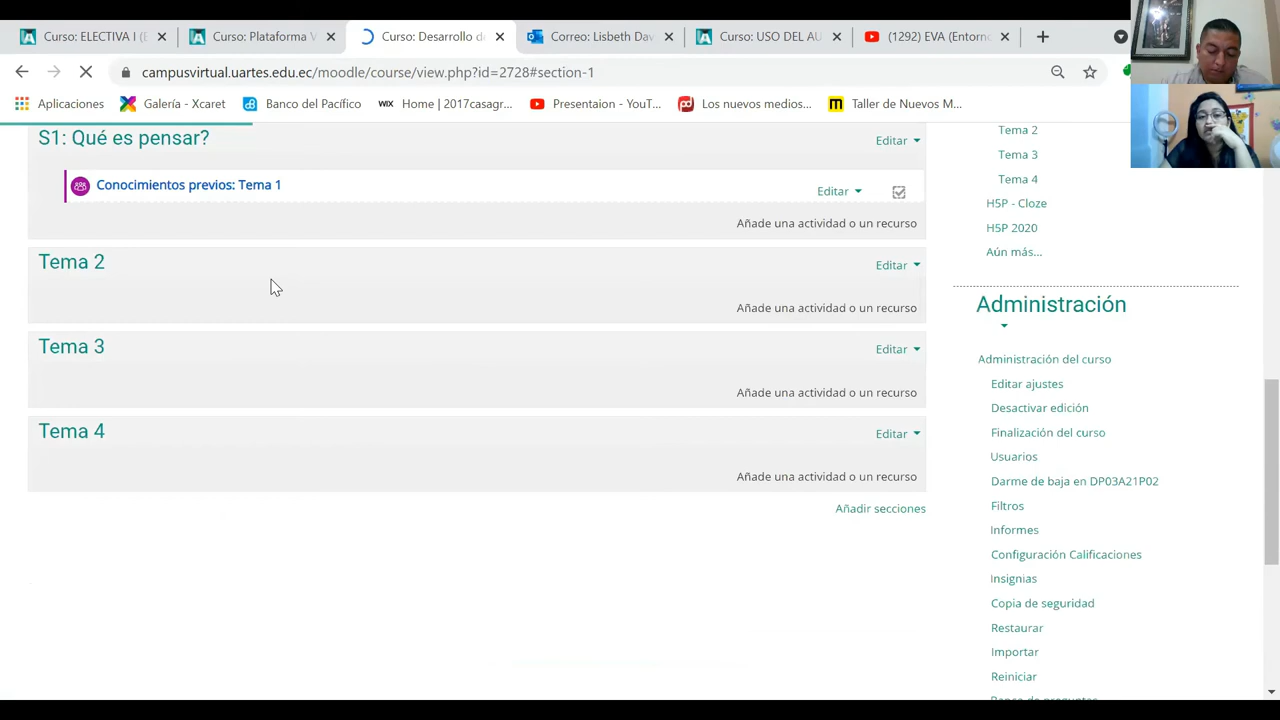 Curso: ELECTIVA I (E
Curso: Plataforma V
Curso: Desarrollo de
Correo: Lisbeth Dav
Curso: USO DEL AU
(1292) EVA (Entorn
campusvirtual.uartes.edu.ec/moodle/course/view.php?id=2728#section-1
Aplicaciones
Galería - Xcaret
Banco del Pacífico
Home | 2017casagr...
Presentaion - YouT...
Los nuevos medios...
Taller de Nuevos M...
S1: Qué es pensar?
Editar
Conocimientos previos: Tema 1
Editar
Añade una actividad o un recurso
Tema 2
Editar
Añade una actividad o un recurso
Tema 3
Editar
Añade una actividad o un recurso
Tema 4
Editar
Añade una actividad o un recurso
Añadir secciones
Tema 2
Tema 3
Tema 4
H5P - Cloze
H5P 2020
Aún más...
Administración
Administración del curso
Editar ajustes
Desactivar edición
Finalización del curso
Usuarios
Darme de baja en DP03A21P02
Filtros
Informes
Configuración Calificaciones
Insignias
Copia de seguridad
Restaurar
Importar
Reiniciar
Banco de preguntas